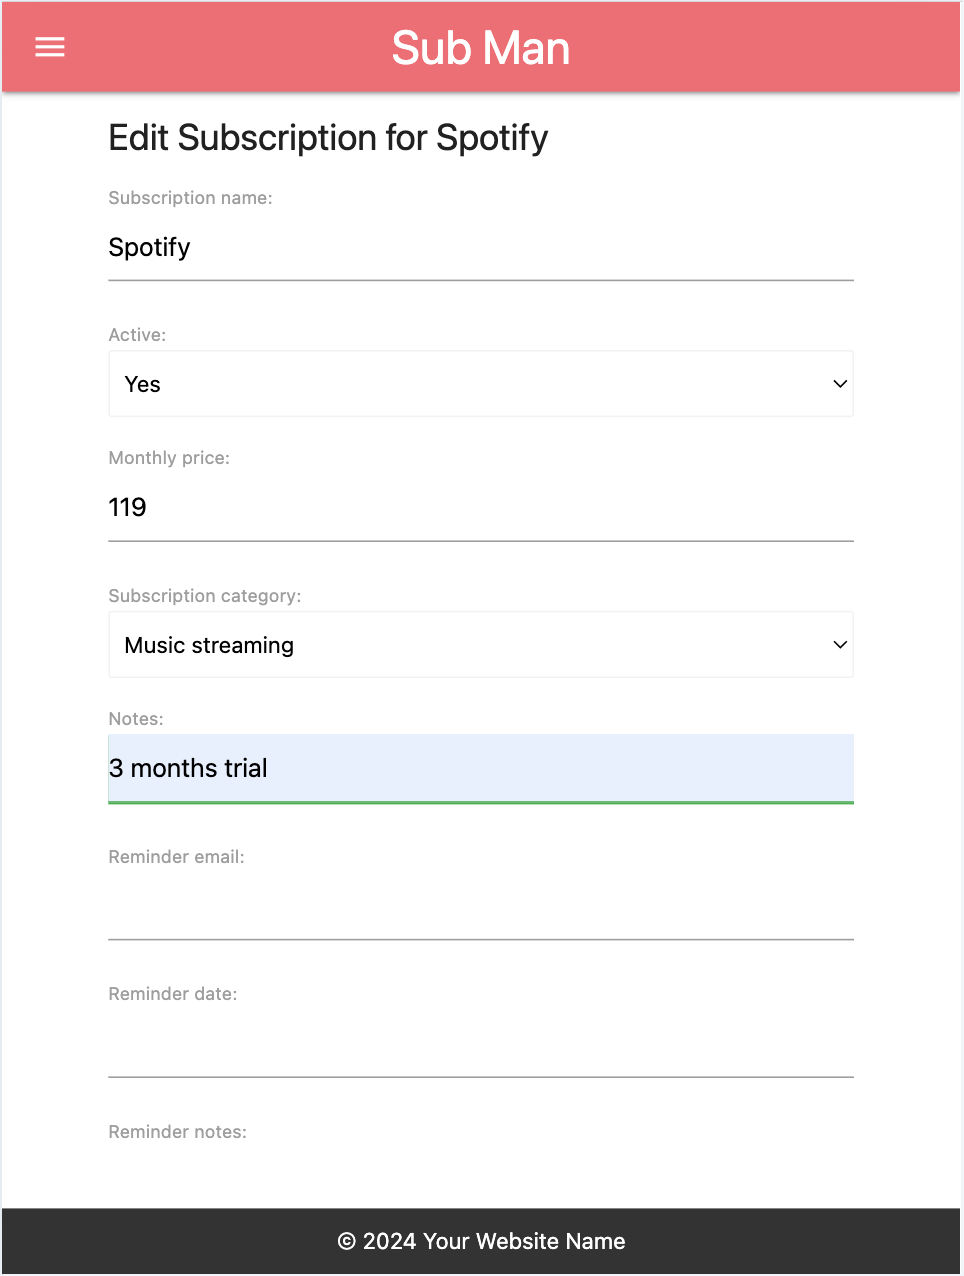 Sub Man
Edit Subscription for Spotify
Subscription name:
Spotify
Active:
Yes
Monthly price:
119
Subscription category:
Music streaming
Notes:
3 months trial
Reminder email:
Reminder date:
Reminder notes:
© 2024 Your Website Name